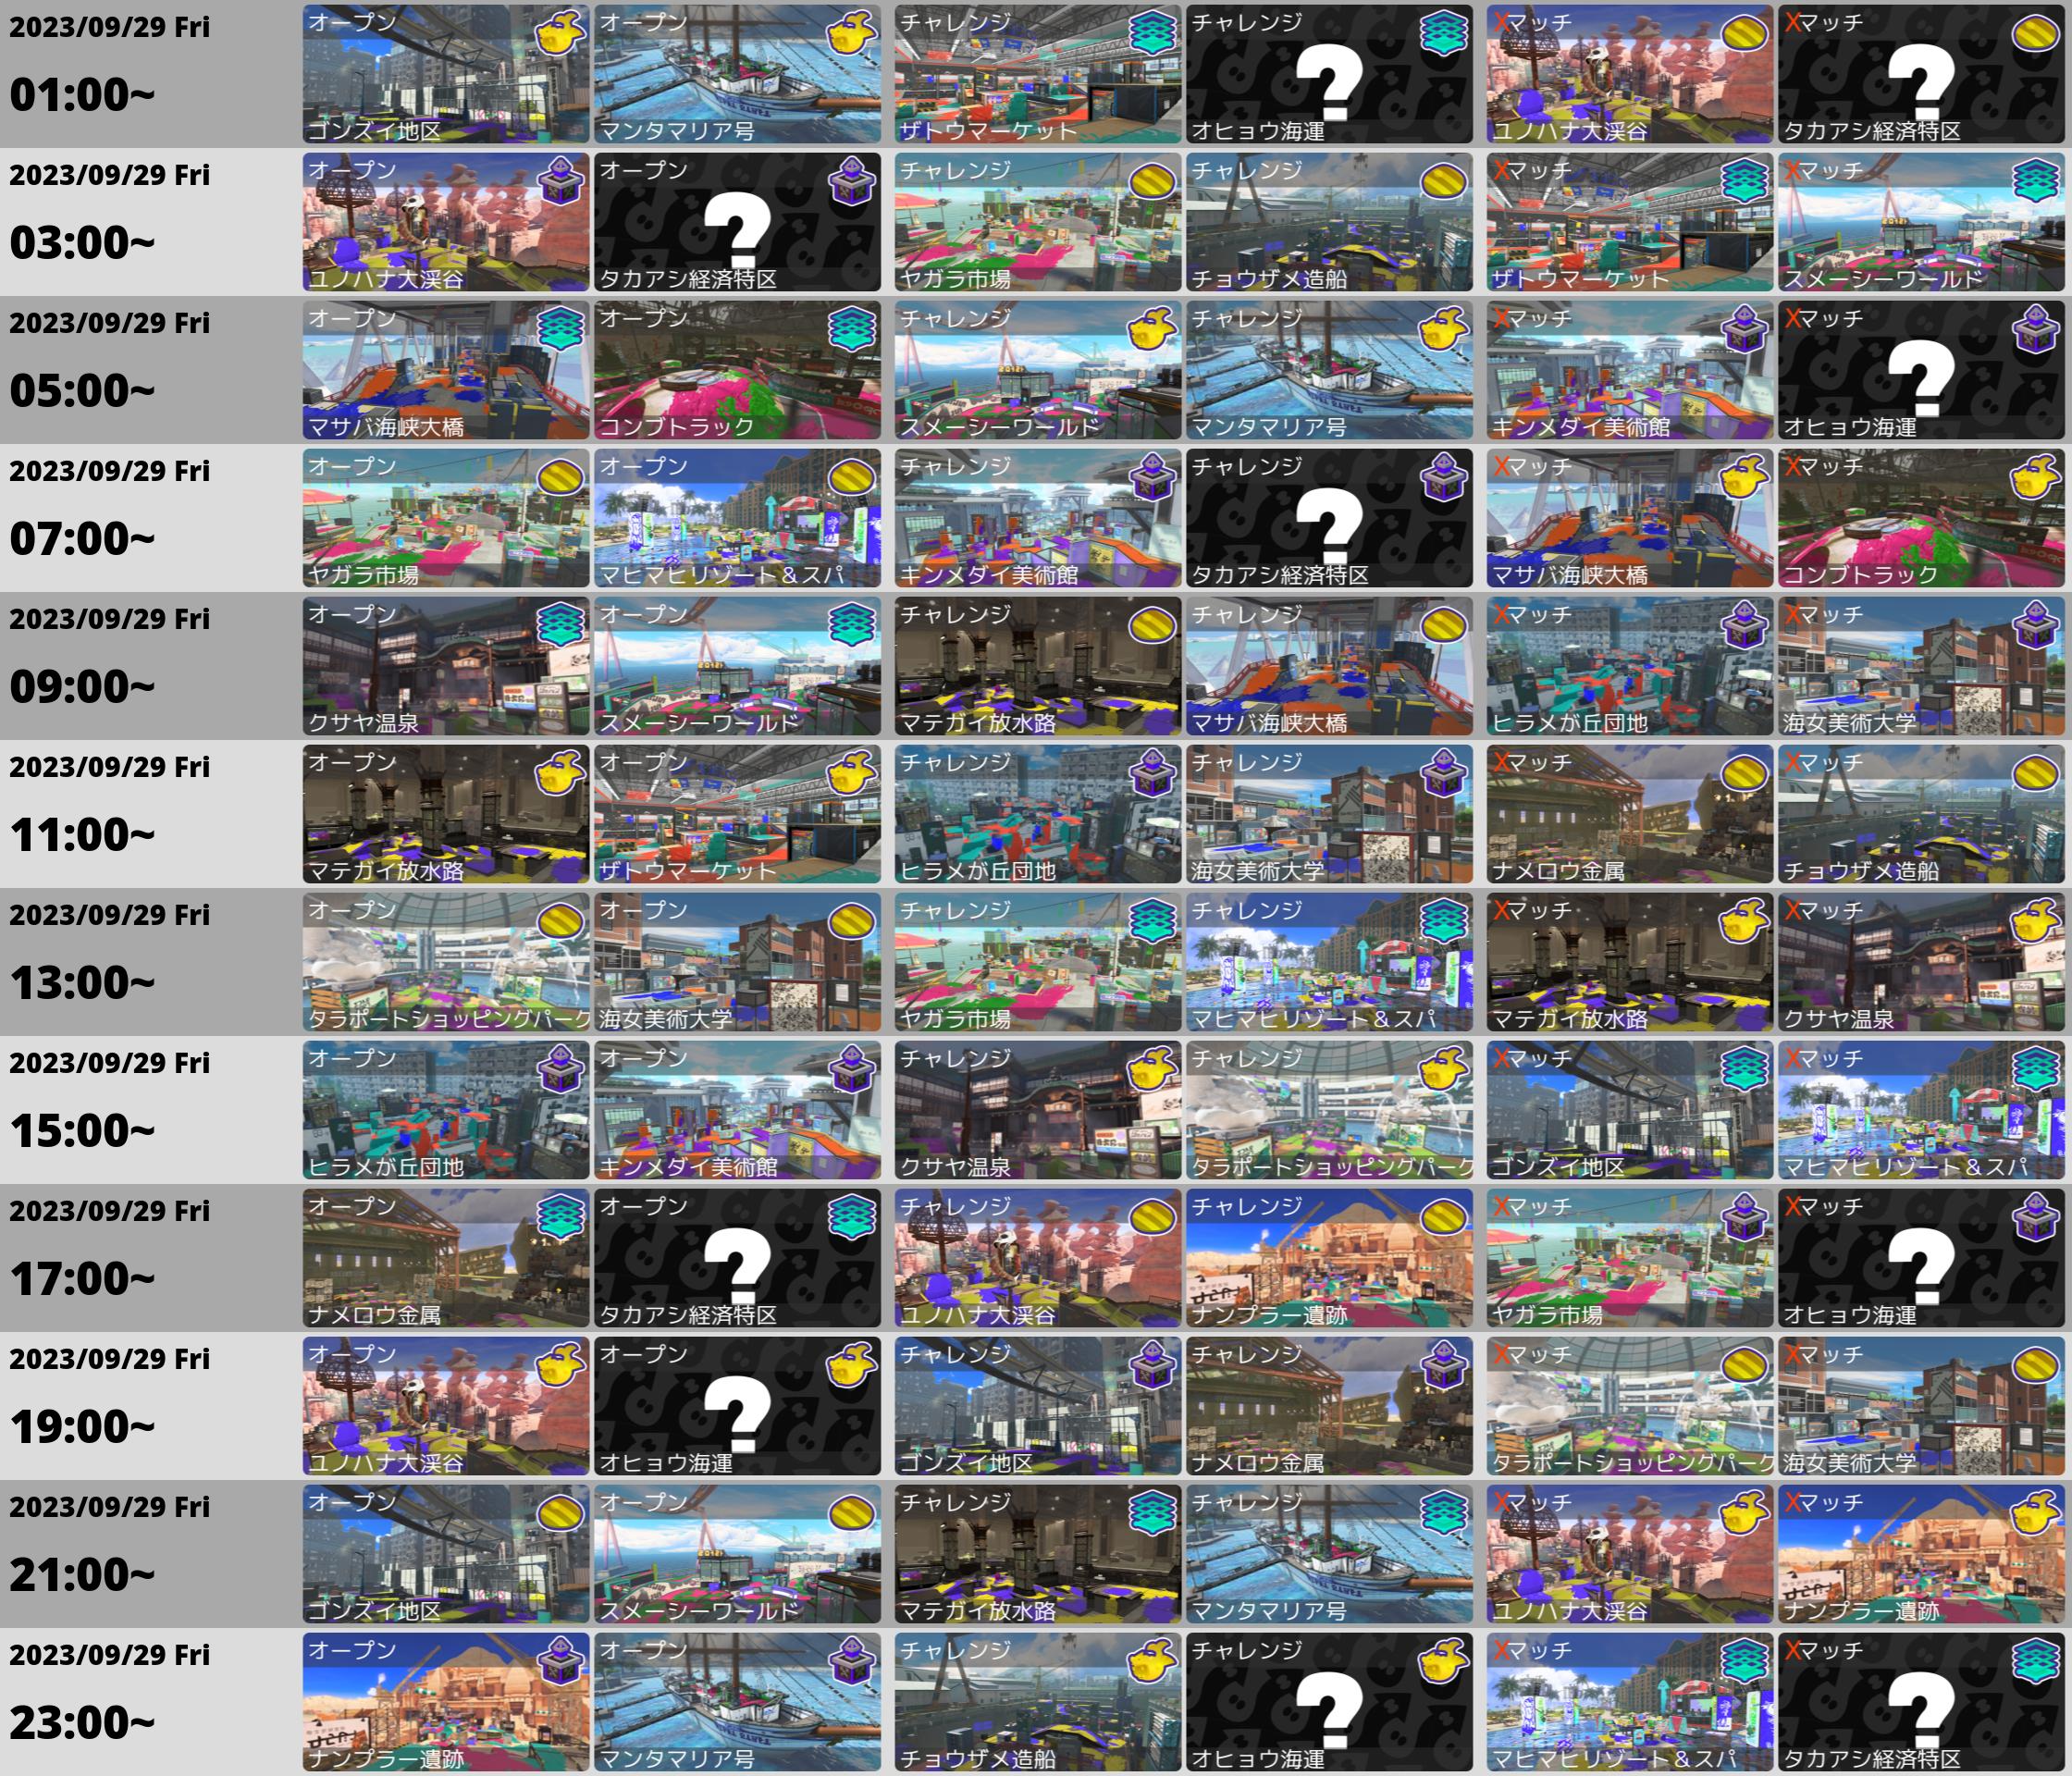 2023/09/29 Fri
01:00~
オープン
ゴンズイ地区
オープン
マンタマリア号
チャレンジ
ザトウマーケット
チャレンジ
オヒョウ海運
Xマッチ
ユノハナ大渓谷
Xマッチ
タカアシ経済特区
2023/09/29 Fri
03:00~
オープン
ユノハナ大渓谷
オープン
タカアシ経済特区
チャレンジ
ヤガラ市場
チャレンジ
チョウザメ造船
Xマッチ
ザトウマーケット
Xマッチ
スメーシーワールド
2023/09/29 Fri
05:00~
オープン
マサバ海峡大橋
オープン
コンブトラック
チャレンジ
スメーシーワールド
チャレンジ
マンタマリア号
Xマッチ
キンメダイ美術館
Xマッチ
オヒョウ海運
2023/09/29 Fri
07:00~
オープン
ヤガラ市場
オープン
マヒマヒリゾート＆スパ
チャレンジ
キンメダイ美術館
チャレンジ
タカアシ経済特区
Xマッチ
マサバ海峡大橋
Xマッチ
コンブトラック
2023/09/29 Fri
09:00~
オープン
クサヤ温泉
オープン
スメーシーワールド
チャレンジ
マテガイ放水路
チャレンジ
マサバ海峡大橋
Xマッチ
ヒラメが丘団地
Xマッチ
海女美術大学
2023/09/29 Fri
11:00~
オープン
マテガイ放水路
オープン
ザトウマーケット
チャレンジ
ヒラメが丘団地
チャレンジ
海女美術大学
Xマッチ
ナメロウ金属
Xマッチ
チョウザメ造船
2023/09/29 Fri
13:00~
オープン
タラポートショッピングパーク
オープン
海女美術大学
チャレンジ
ヤガラ市場
チャレンジ
マヒマヒリゾート＆スパ
Xマッチ
マテガイ放水路
Xマッチ
クサヤ温泉
2023/09/29 Fri
15:00~
オープン
ヒラメが丘団地
オープン
キンメダイ美術館
チャレンジ
クサヤ温泉
チャレンジ
タラポートショッピングパーク
Xマッチ
ゴンズイ地区
Xマッチ
マヒマヒリゾート＆スパ
2023/09/29 Fri
17:00~
オープン
ナメロウ金属
オープン
タカアシ経済特区
チャレンジ
ユノハナ大渓谷
チャレンジ
ナンプラー遺跡
Xマッチ
ヤガラ市場
Xマッチ
オヒョウ海運
2023/09/29 Fri
19:00~
オープン
ユノハナ大渓谷
オープン
オヒョウ海運
チャレンジ
ゴンズイ地区
チャレンジ
ナメロウ金属
Xマッチ
タラポートショッピングパーク
Xマッチ
海女美術大学
2023/09/29 Fri
21:00~
オープン
ゴンズイ地区
オープン
スメーシーワールド
チャレンジ
マテガイ放水路
チャレンジ
マンタマリア号
Xマッチ
ユノハナ大渓谷
Xマッチ
ナンプラー遺跡
2023/09/29 Fri
23:00~
オープン
ナンプラー遺跡
オープン
マンタマリア号
チャレンジ
チョウザメ造船
チャレンジ
オヒョウ海運
Xマッチ
マヒマヒリゾート＆スパ
Xマッチ
タカアシ経済特区